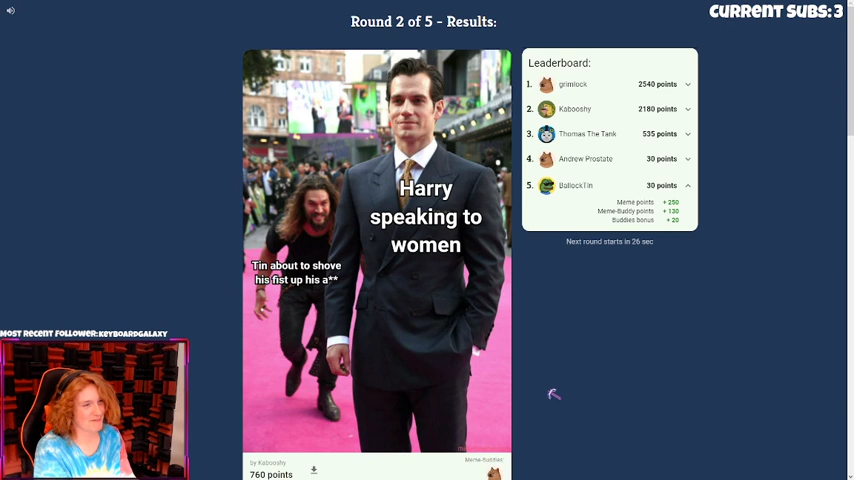 Round 2 of 5 - Results:
CURRENT SUBS: 3
Leaderboard:
1. grimlock 2540 points
2. Kabooshy 2180 points
3. Thomas The Tank 535 points
4. Andrew Prostate 30 points
5. BallockTin 30 points
Meme points + 250
Meme-Buddy points + 130
Buddies bonus + 20
Next round starts in 26 sec
Harry
speaking to
women
Tin about to shove
his fist up his a**
MOST RECENT FOLLOWER: KEYBOARDGALAXY
by Kabooshy
760 points
Meme-Buddies: